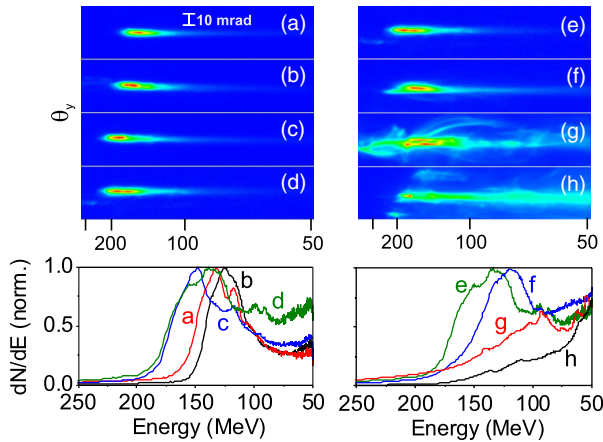 10 mrad
(a)
(b)
(c)
(d)
θy
200 100 50
(e)
(f)
(g)
(h)
200 100 50
dN/dE (norm.)
1.0
0.5
0.0
a
b
c
d
250 200 150 100 50
Energy (MeV)
e
f
g
h
250 200 150 100 50
Energy (MeV)